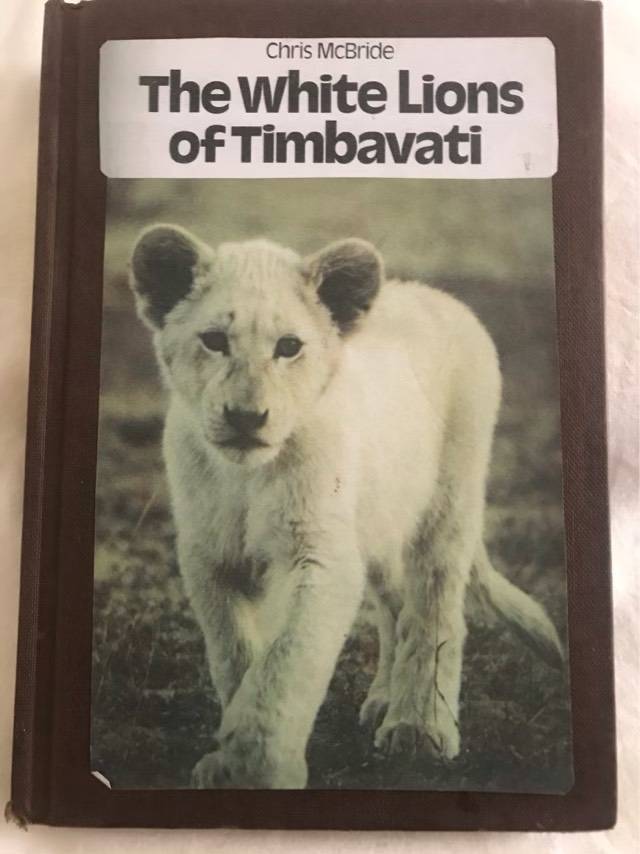 Chris McBride
The White Lions
of Timbavati